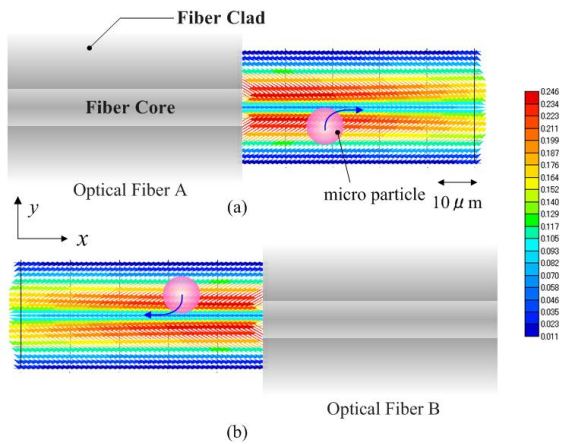 Fiber Clad
Fiber Core
Optical Fiber A
(a)
micro particle
10 μ m
y
x
0.246
0.234
0.222
0.211
0.199
0.187
0.176
0.164
0.152
0.140
0.129
0.117
0.105
0.093
0.082
0.070
0.058
0.046
0.035
0.023
0.011
Optical Fiber B
(b)